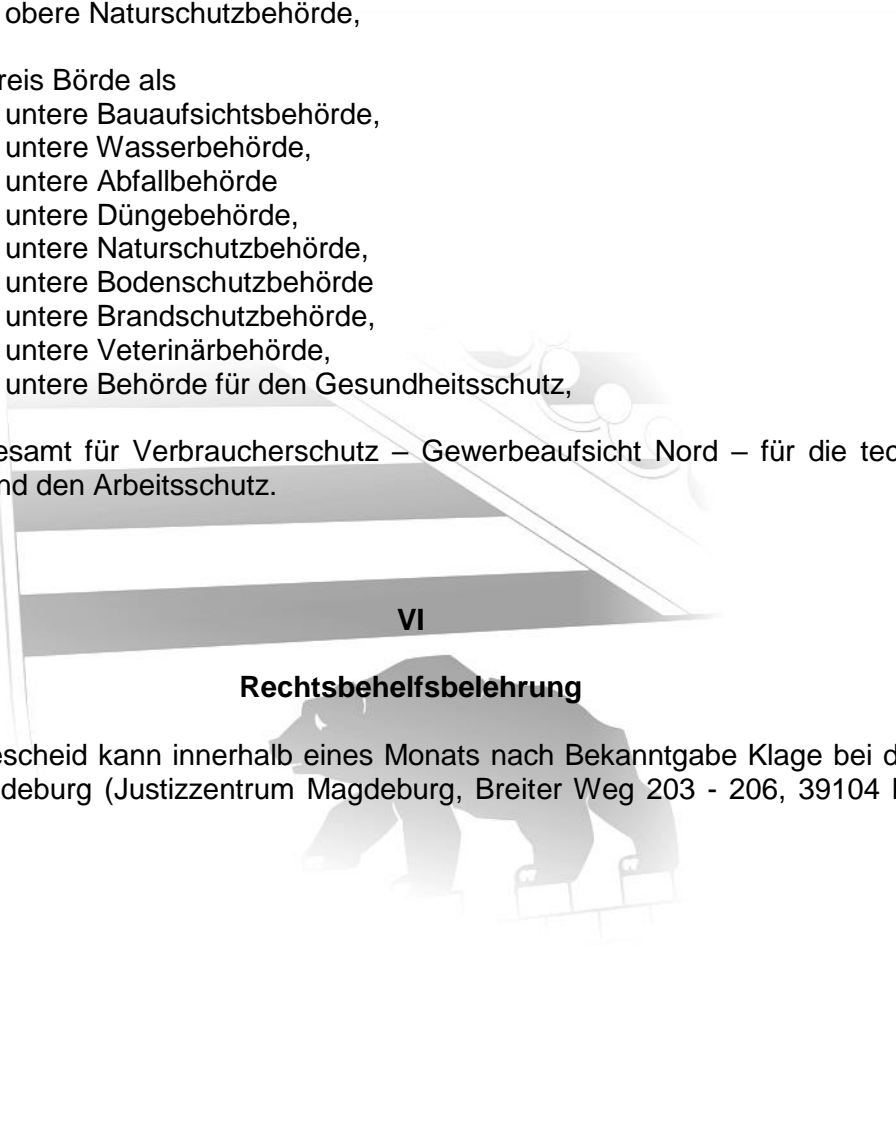 obere Naturschutzbehörde,
reis Börde als
untere Bauaufsichtsbehörde,
untere Wasserbehörde,
untere Abfallbehörde
untere Düngebehörde,
untere Naturschutzbehörde,
untere Bodenschutzbehörde
untere Brandschutzbehörde,
untere Veterinärbehörde,
untere Behörde für den Gesundheitsschutz,
esamt für Verbraucherschutz – Gewerbeaufsicht Nord – für die tec
nd den Arbeitsschutz.
VI
Rechtsbehelfsbelehrung
escheid kann innerhalb eines Monats nach Bekanntgabe Klage bei d
deburg (Justizzentrum Magdeburg, Breiter Weg 203 - 206, 39104